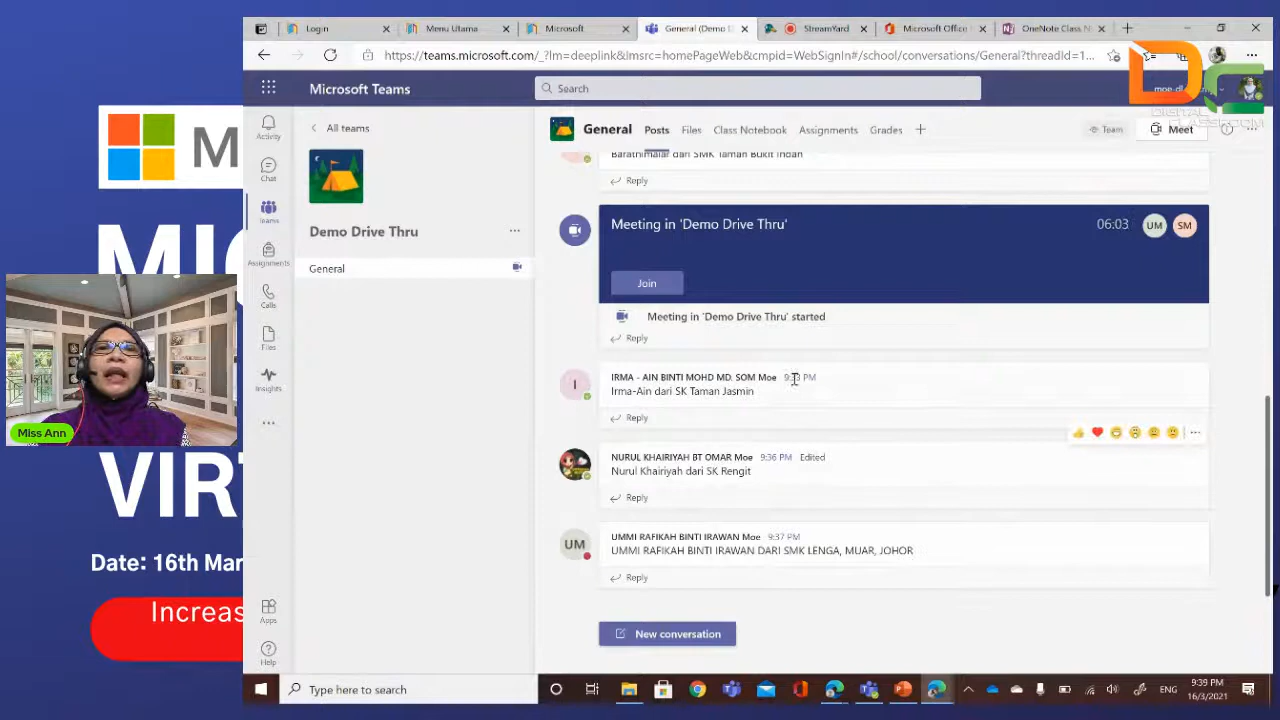 Login
Menu Utama
Microsoft
General (Demo D
StreamYard
Microsoft Office
OneNote Class N
https://teams.microsoft.com/_?lm=deeplink&lmsrc=homePageWeb&cmpid=WebSignIn#/school/conversations/General?threadId=1...
Microsoft Teams
Search
Activity
Chat
Teams
Assignments
Calls
Files
Insights
Apps
Help
All teams
Demo Drive Thru
General
General Posts Files Class Notebook Assignments Grades
Team
Meet
Barathimalar dari SMK Taman Bukit Indah
Reply
Meeting in 'Demo Drive Thru'
06:03
UM
SM
Join
Meeting in 'Demo Drive Thru' started
Reply
I
IRMA - AIN BINTI MOHD MD. SOM Moe
PM
Irma-Ain dari SK Taman Jasmin
Reply
NURUL KHAIRIYAH BT OMAR Moe 9:36 PM Edited
Nurul Khairiyah dari SK Rengit
Reply
UM
UMMI RAFIKAH BINTI IRAWAN Moe 9:37 PM
UMMI RAFIKAH BINTI IRAWAN DARI SMK LENGA, MUAR, JOHOR
Reply
New conversation
Type here to search
ENG
9:39 PM
16/3/2021
DIGITAL
CLASSROOM
M
MI
VIR
Date: 16th Mar
Increas
Miss Ann